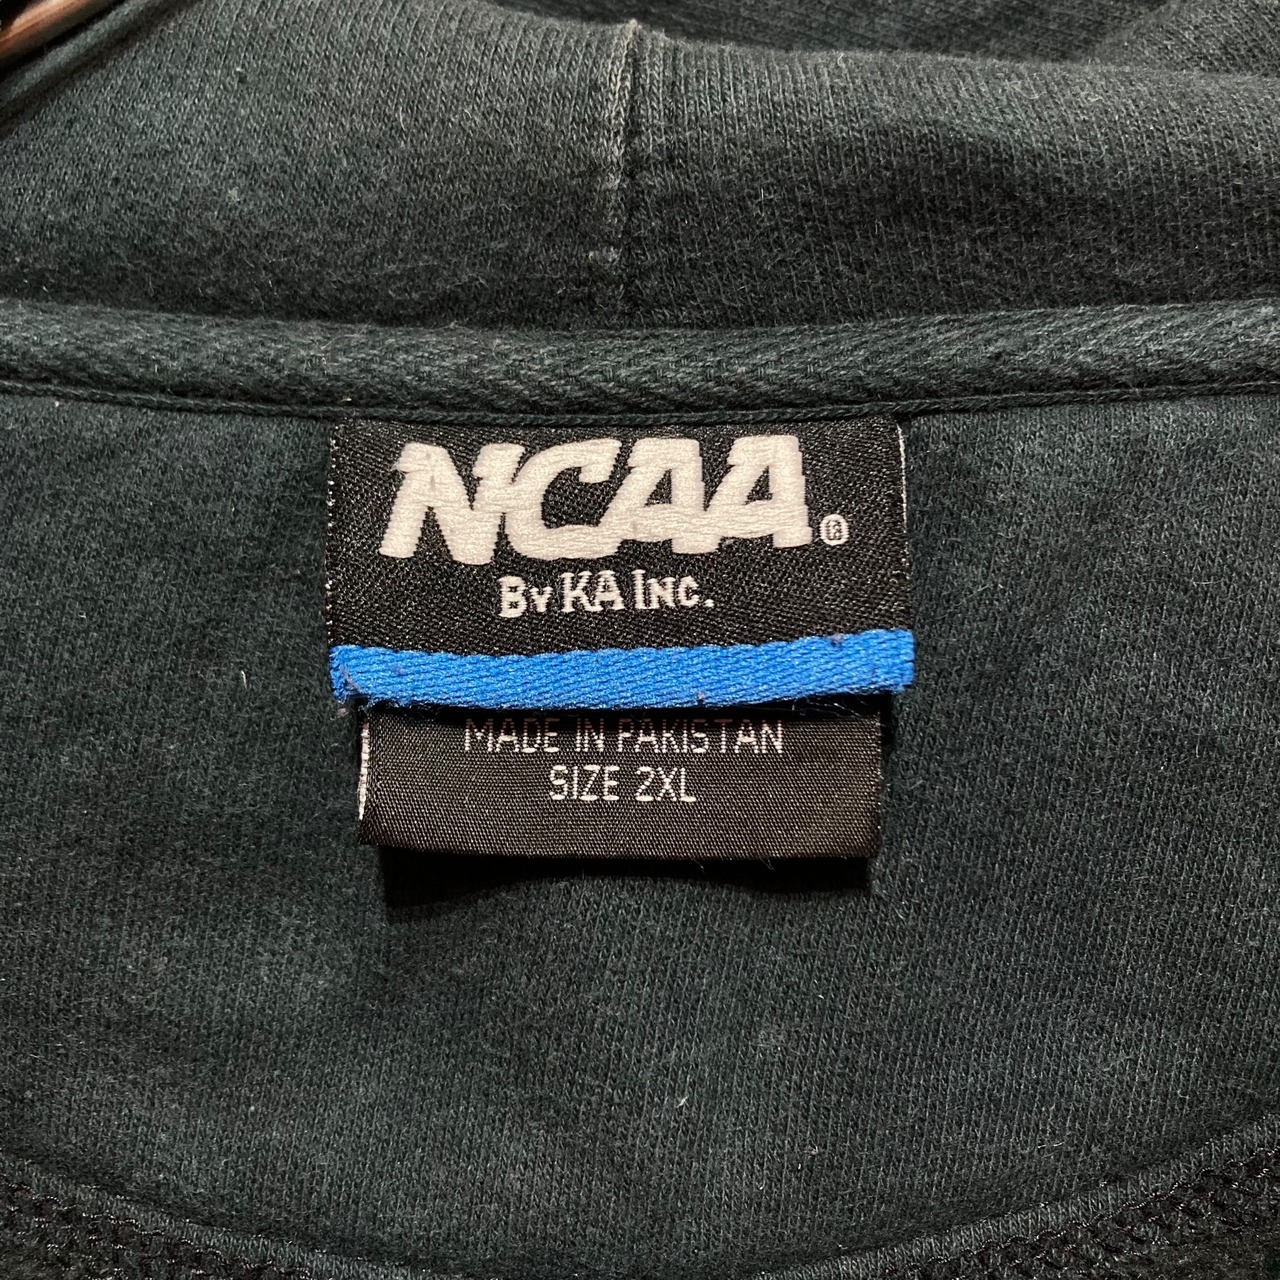 NCAA®
By KA Inc.
MADE IN PAKISTAN
SIZE 2XL